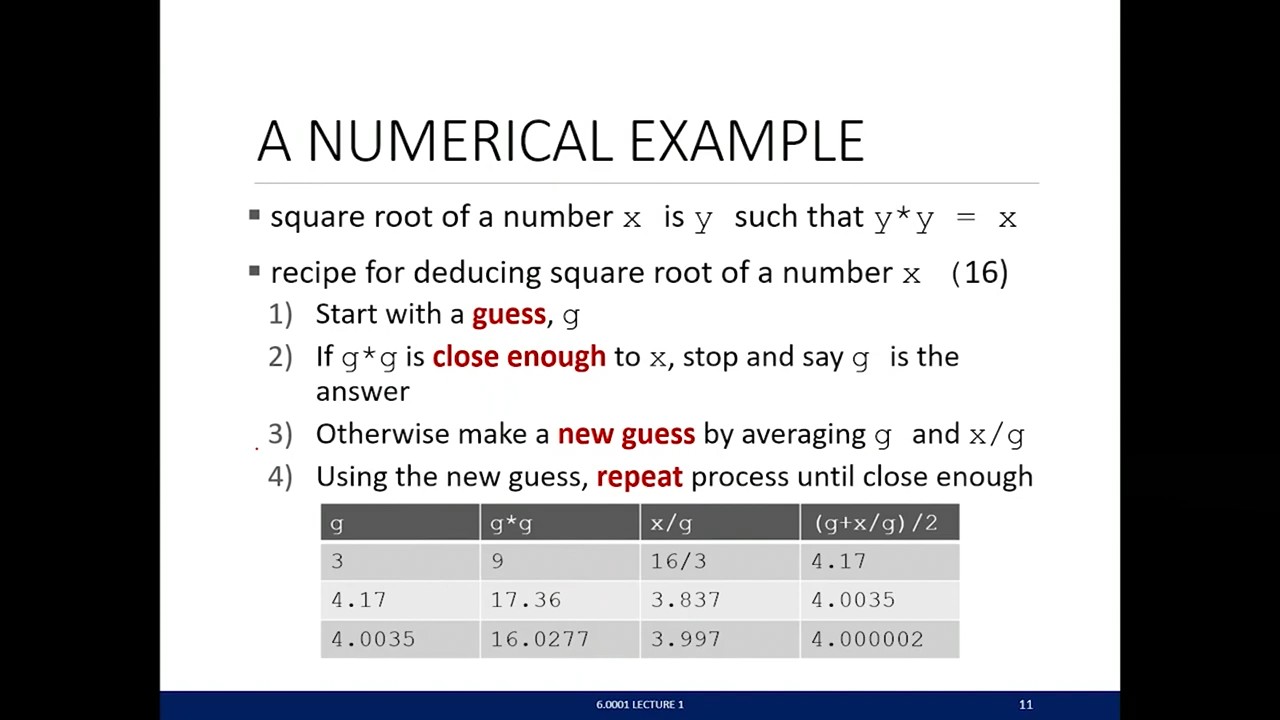 A NUMERICAL EXAMPLE
▪ square root of a number x is y such that y*y = x
▪ recipe for deducing square root of a number x (16)
1) Start with a guess, g
2) If g*g is close enough to x, stop and say g is the
answer
3) Otherwise make a new guess by averaging g and x/g
4) Using the new guess, repeat process until close enough
g g*g x/g (g+x/g)/2
3 9 16/3 4.17
4.17 17.36 3.837 4.0035
4.0035 16.0277 3.997 4.000002
6.0001 LECTURE 1 11